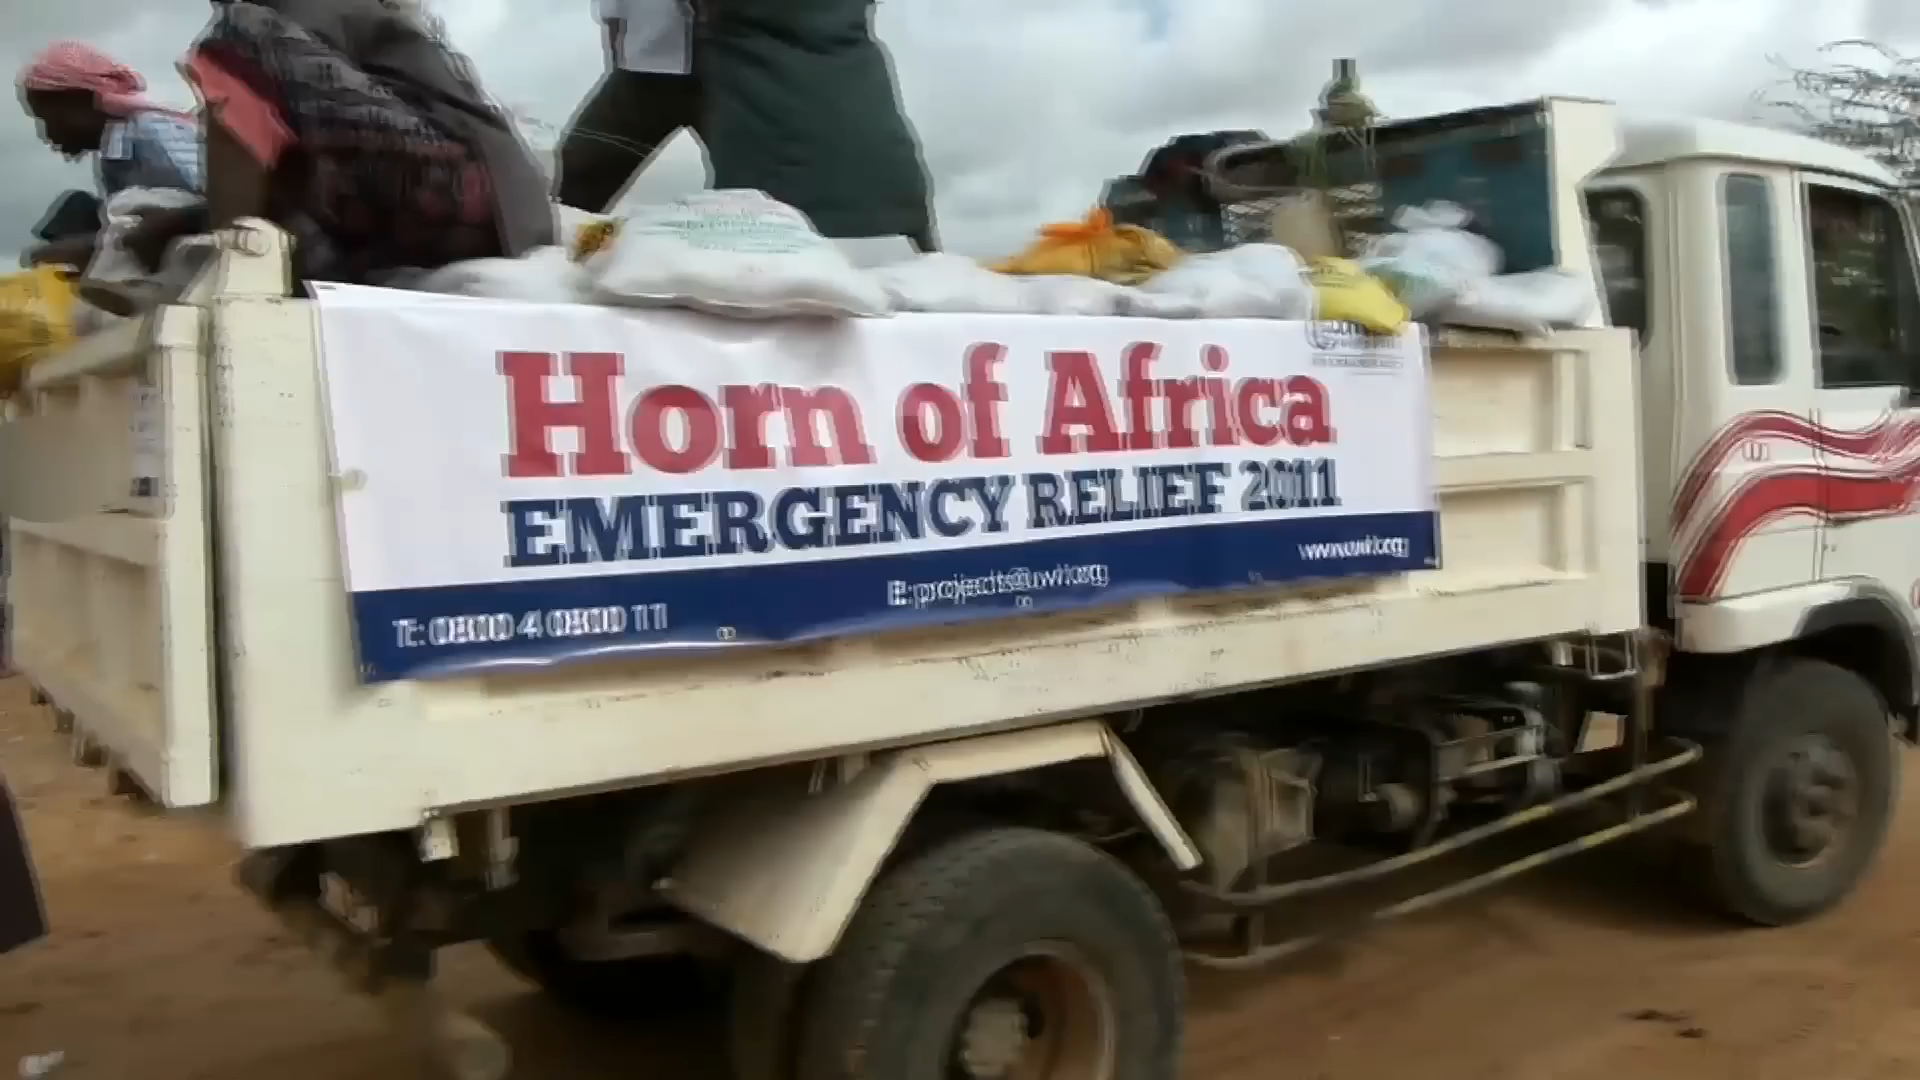 Horn of Africa
EMERGENCY RELIEF 2011
www.uwt.org
E: projects@uwt.org
T: 0800 4 0800 11